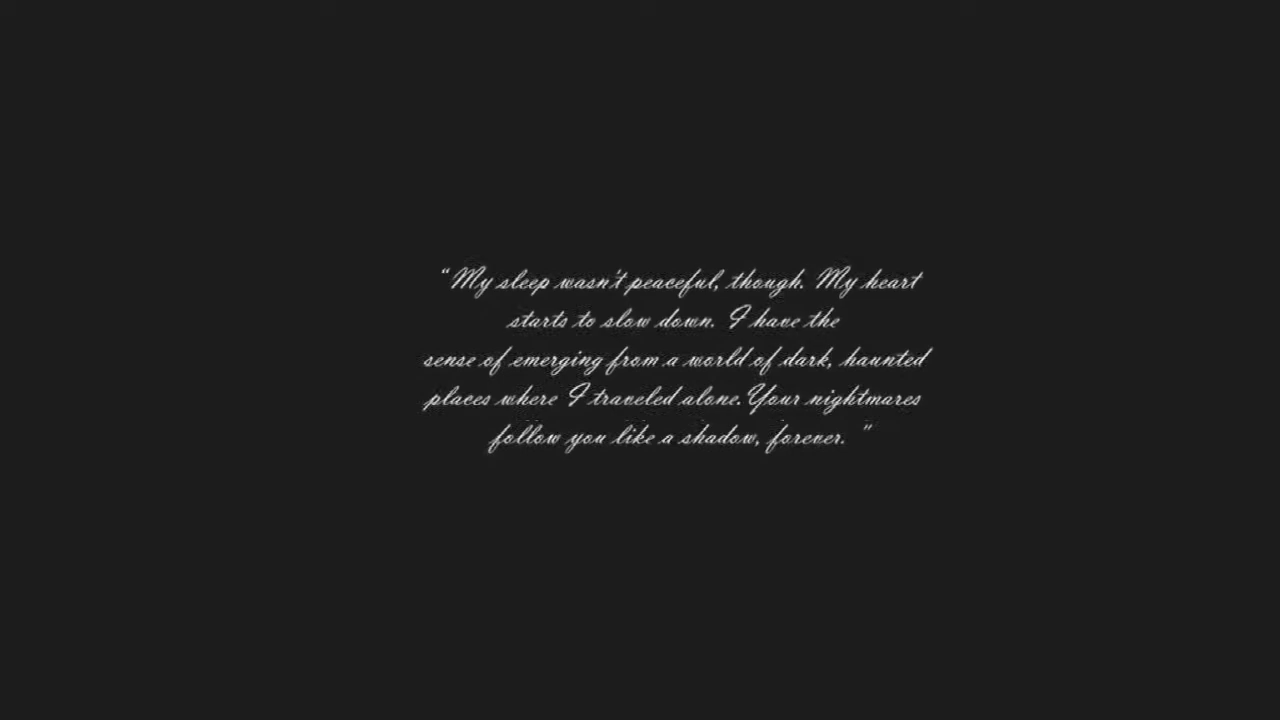 “My sleep wasn't peaceful, though. My heart
starts to slow down. I have the
sense of emerging from a world of dark, haunted
places where I traveled alone.Your nightmares
follow you like a shadow, forever. ”